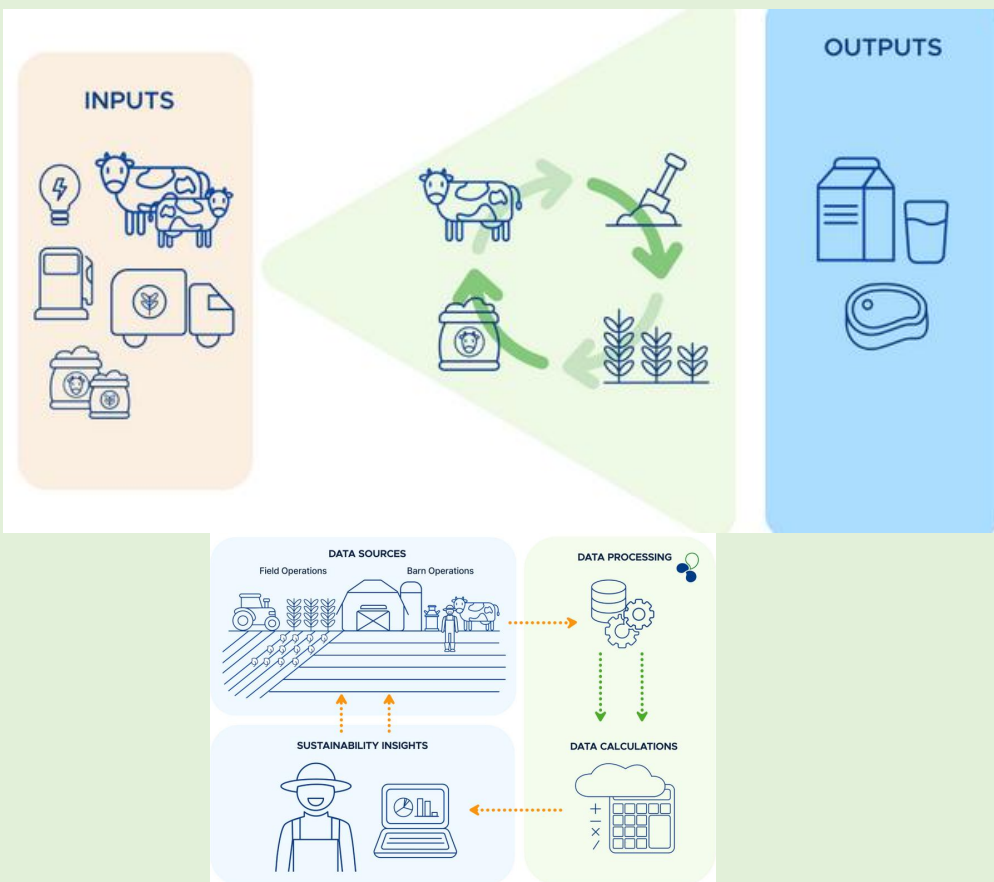 INPUTS
OUTPUTS
DATA SOURCES
Field Operations
Barn Operations
DATA PROCESSING
SUSTAINABILITY INSIGHTS
DATA CALCULATIONS
+
−
×
/